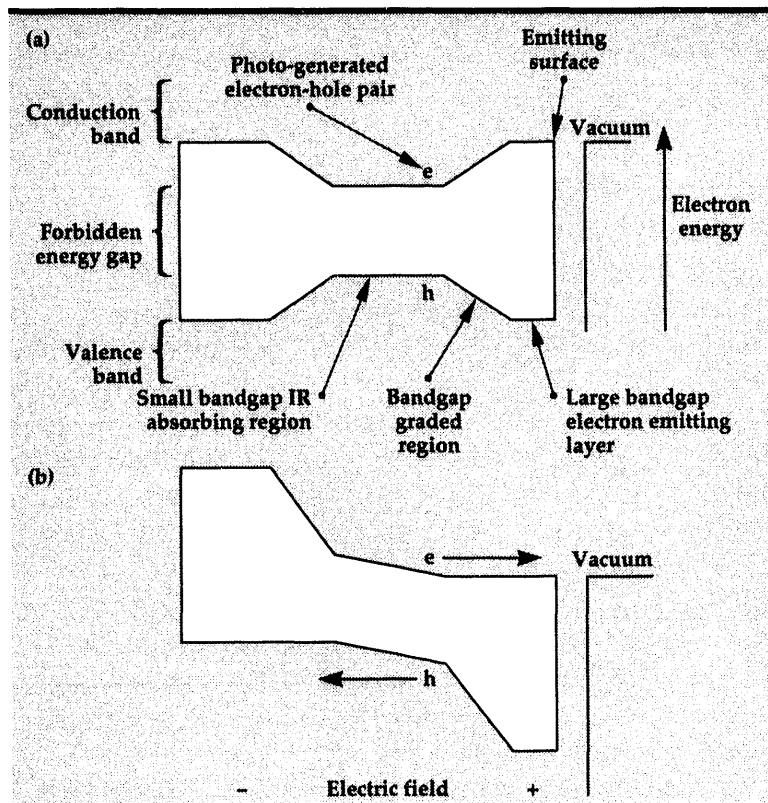 (a)
Photo-generated
electron-hole pair
Emitting
surface
Conduction
band
Vacuum
e
Forbidden
energy gap
Electron
energy
h
Valence
band
Small bandgap IR
absorbing region
Bandgap
graded
region
Large bandgap
electron emitting
layer
(b)
e
Vacuum
h
– Electric field +